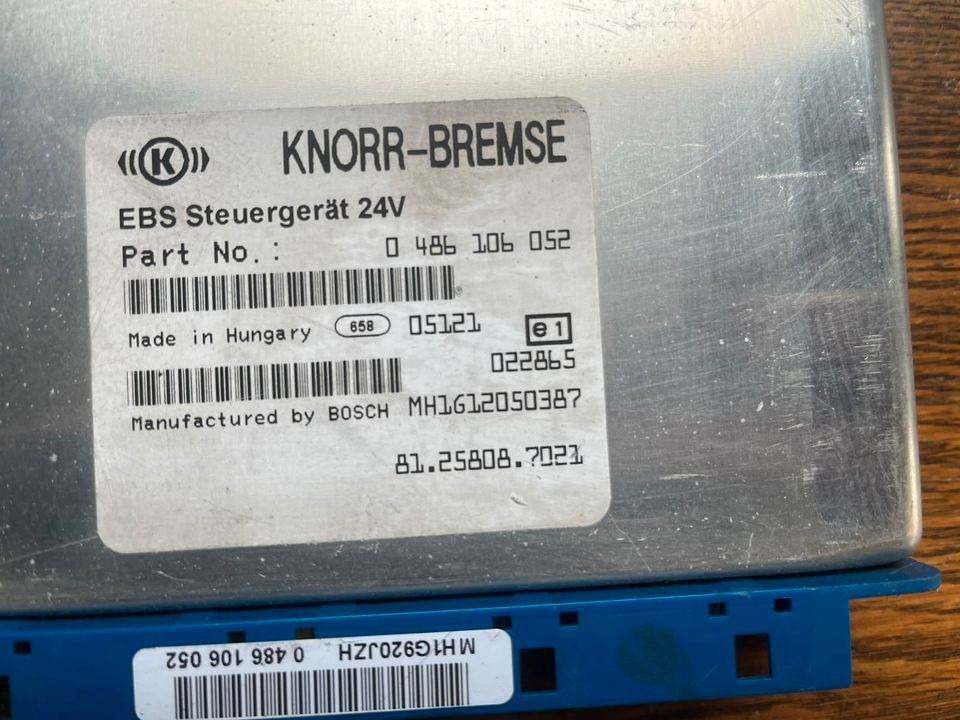 K
KNORR-BREMSE
EBS Steuergerät 24V
Part No.: 0 486 106 052
Made in Hungary 658 05121 e1
022865
Manufactured by BOSCH MH1G12050387
81.25808.7021
MH1G920JZH 0 486 106 052